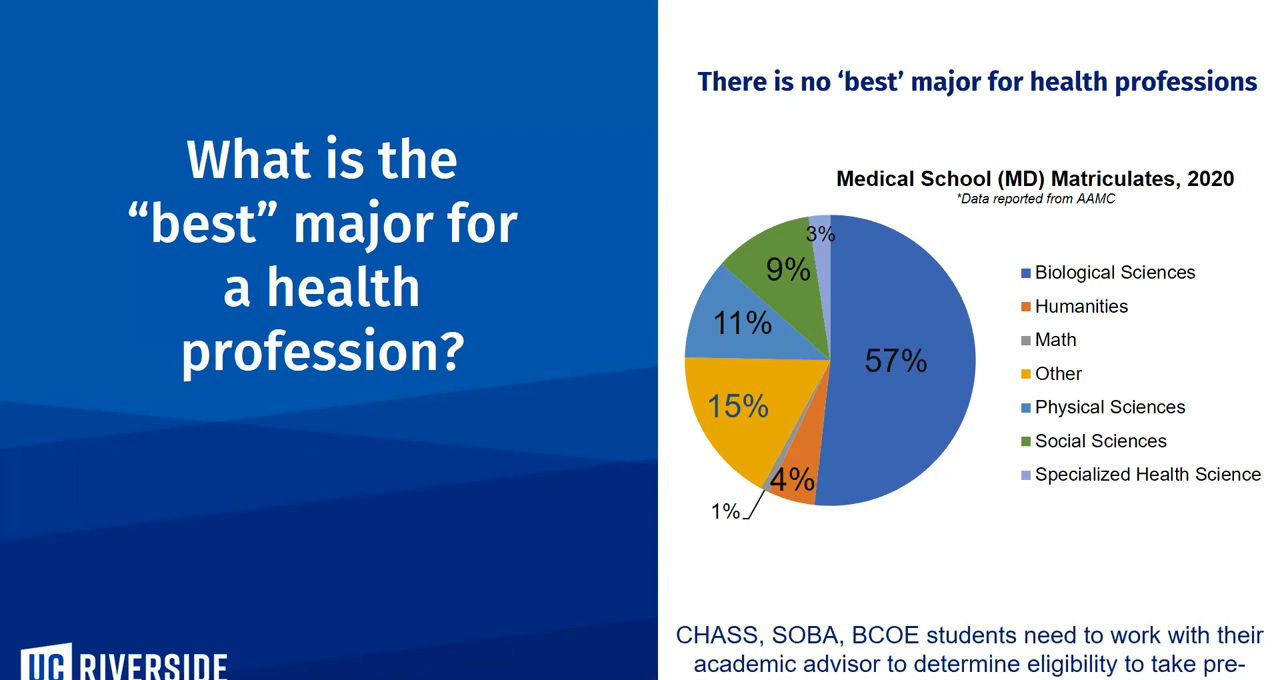 What is the
“best” major for
a health
profession?
UC RIVERSIDE
There is no ‘best’ major for health professions
Medical School (MD) Matriculates, 2020
*Data reported from AAMC
3%
9%
11%
57%
15%
4%
1%
Biological Sciences
Humanities
Math
Other
Physical Sciences
Social Sciences
Specialized Health Science
CHASS, SOBA, BCOE students need to work with their
academic advisor to determine eligibility to take pre-